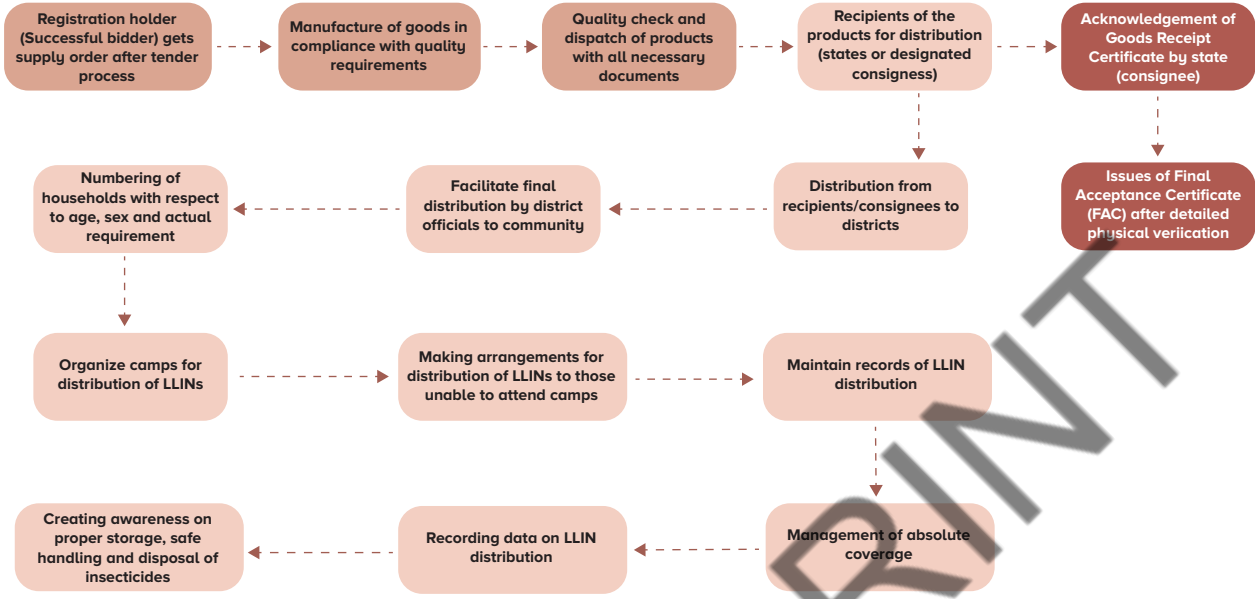 Registration holder
(Successful bidder) gets
supply order after tender
process
Manufacture of goods in
compliance with quality
requirements
Quality check and
dispatch of products
with all necessary
documents
Recipients of the
products for distribution
(states or designated
consigness)
Acknowledgement of
Goods Receipt
Certificate by state
(consignee)
Numbering of
households with respect
to age, sex and actual
requirement
Facilitate final
distribution by district
officials to community
Distribution from
recipients/consignees to
districts
Issues of Final
Acceptance Certificate
(FAC) after detailed
physical veriication
Organize camps for
distribution of LLINs
Making arrangements for
distribution of LLINs to those
unable to attend camps
Maintain records of LLIN
distribution
Creating awareness on
proper storage, safe
handling and disposal of
insecticides
Recording data on LLIN
distribution
Management of absolute
coverage
RINT